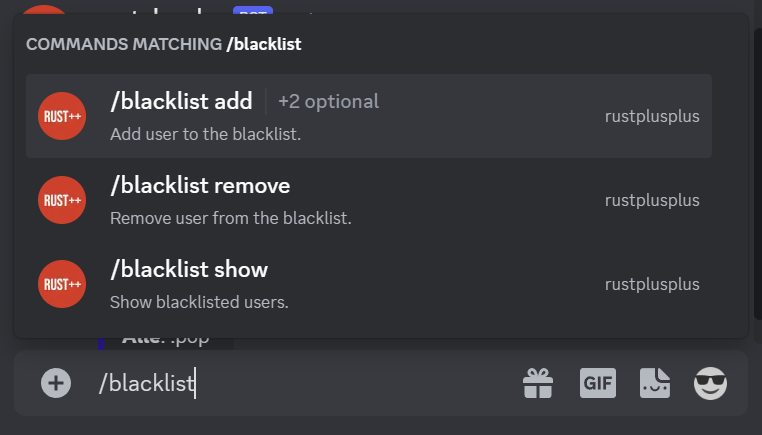 COMMANDS MATCHING /blacklist
RUST++
/blacklist add +2 optional
Add user to the blacklist.
rustplusplus
RUST++
/blacklist remove
Remove user from the blacklist.
rustplusplus
RUST++
/blacklist show
Show blacklisted users.
rustplusplus
Alle: .pop
/blacklist
GIF